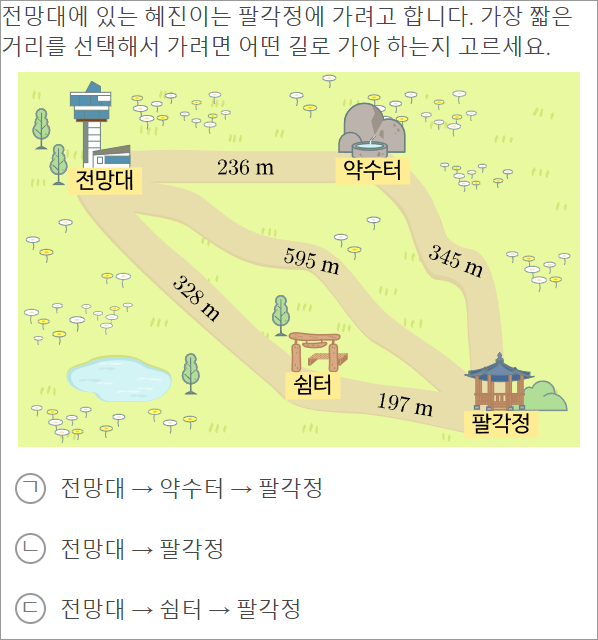 전망대에 있는 혜진이는 팔각정에 가려고 합니다. 가장 짧은
거리를 선택해서 가려면 어떤 길로 가야 하는지 고르세요.
전망대
236 m
약수터
595 m
345 m
328 m
쉼터
197 m
팔각정
㉠ 전망대 → 약수터 → 팔각정
㉡ 전망대 → 팔각정
㉢ 전망대 → 쉼터 → 팔각정